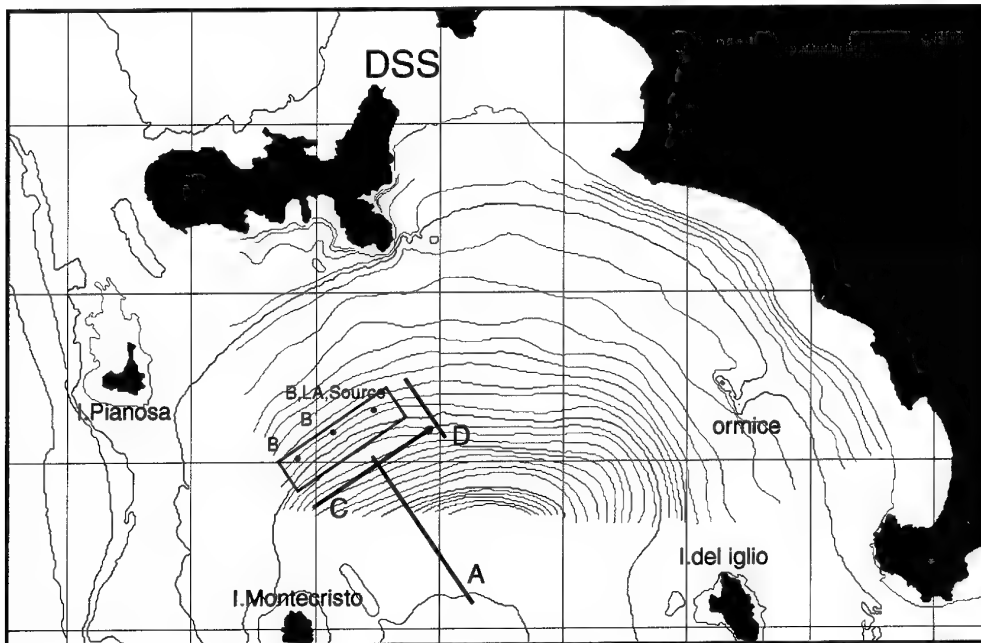 DSS
B,LA,Source
I.Pianosa
B
B
ormice
D
C
A
I.del iglio
I.Montecristo